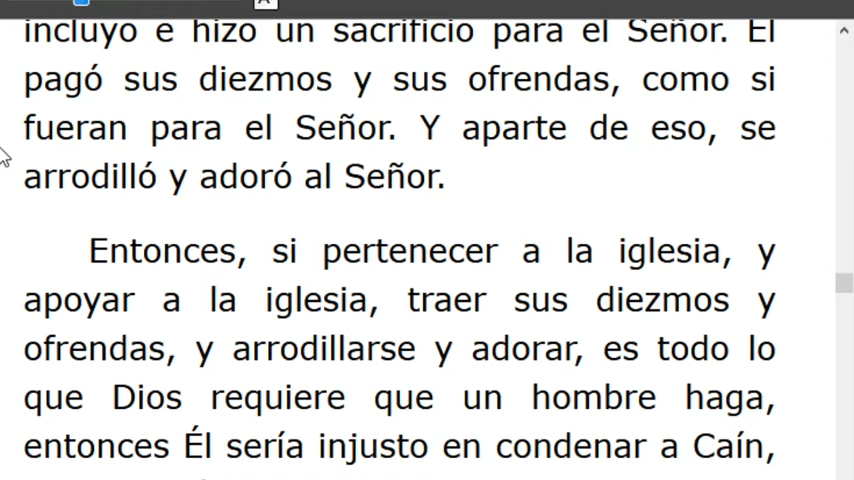 incluyo e hizo un sacrificio para el Señor. Él
pagó sus diezmos y sus ofrendas, como si
fueran para el Señor. Y aparte de eso, se
arrodilló y adoró al Señor.
Entonces, si pertenecer a la iglesia, y
apoyar a la iglesia, traer sus diezmos y
ofrendas, y arrodillarse y adorar, es todo lo
que Dios requiere que un hombre haga,
entonces Él sería injusto en condenar a Caín,